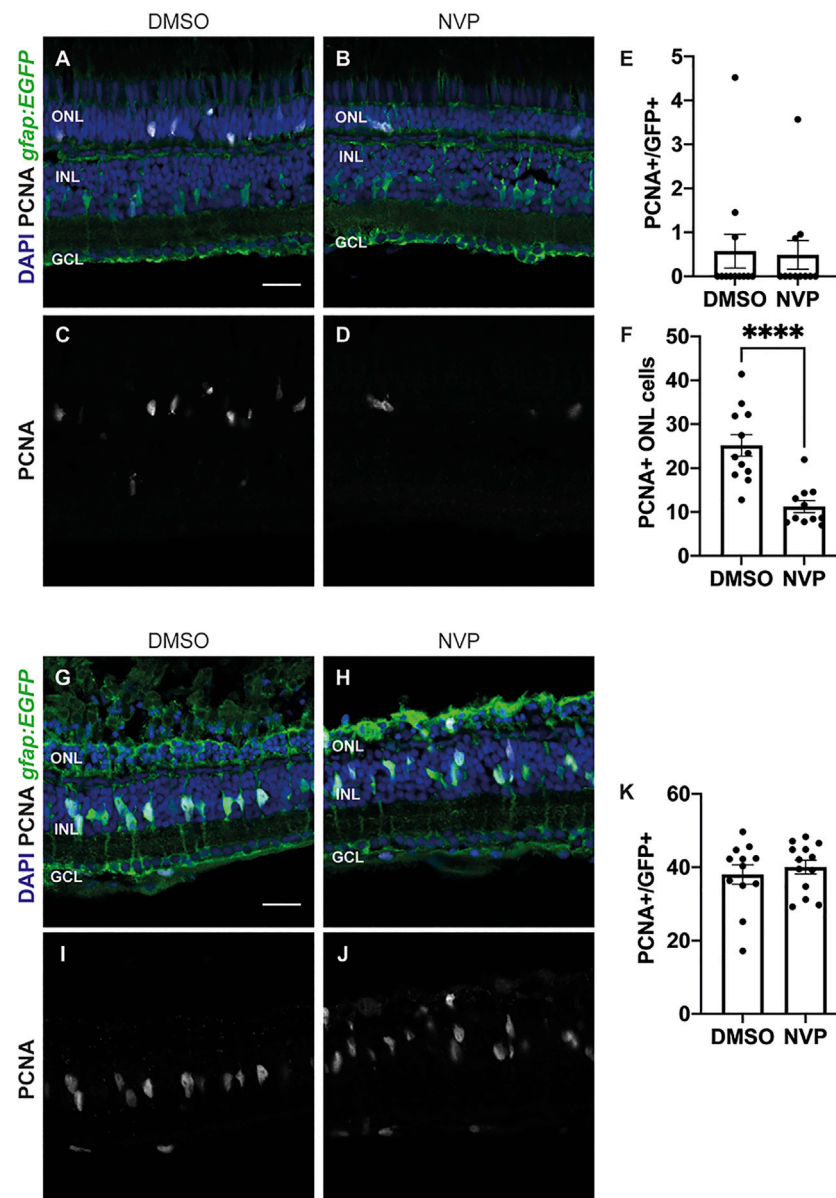 DMSO NVP
A B E
DAPI PCNA gfap:EGFP
ONL ONL
INL INL
GCL GCL
PCNA+/GFP+
5
4
3
2
1
0
DMSO NVP
C D F
PCNA
****
PCNA+ ONL cells
50
40
30
20
10
0
DMSO NVP
DMSO NVP
G H
DAPI PCNA gfap:EGFP
ONL ONL
INL INL
GCL GCL
K
PCNA+/GFP+
60
40
20
0
DMSO NVP
I J
PCNA